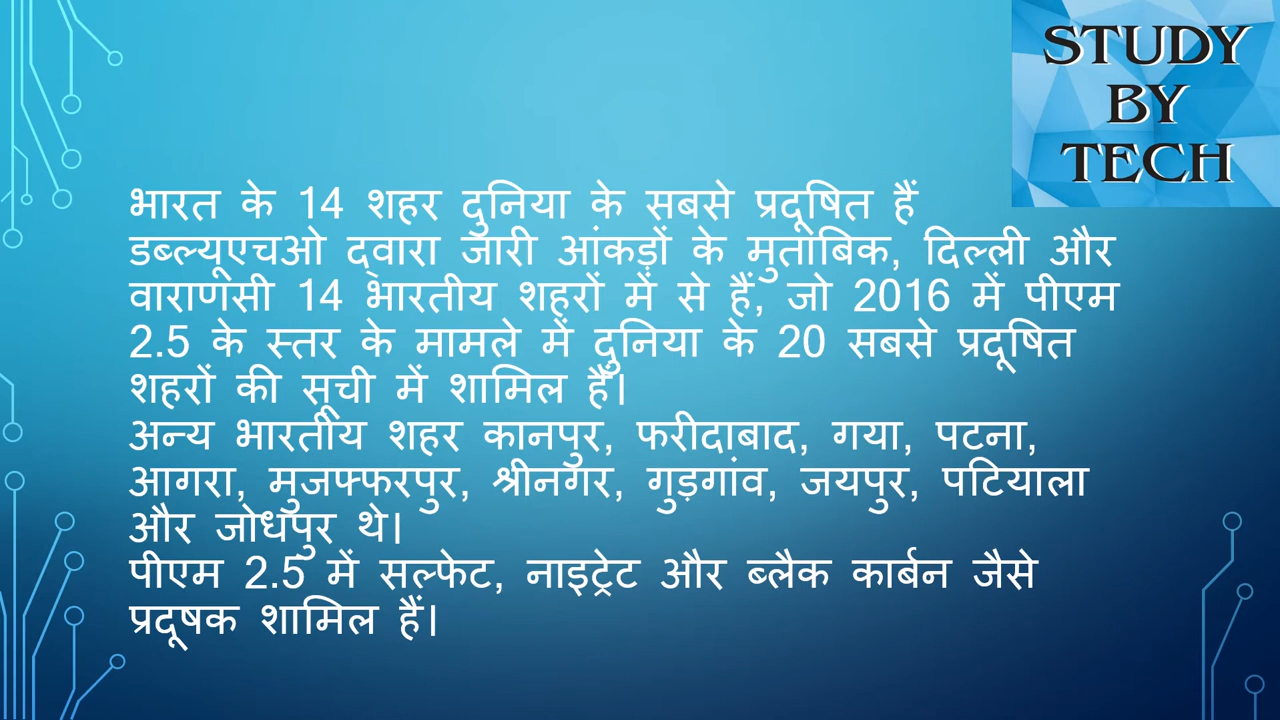 STUDY
BY
TECH
भारत के 14 शहर दुनिया के सबसे प्रदूषित हैं
डब्ल्यूएचओ द्वारा जारी आंकड़ों के मुताबिक, दिल्ली और
वाराणसी 14 भारतीय शहरों में से हैं, जो 2016 में पीएम
2.5 के स्तर के मामले में दुनिया के 20 सबसे प्रदूषित
शहरों की सूची में शामिल हैं।
अन्य भारतीय शहर कानपुर, फरीदाबाद, गया, पटना,
आगरा, मुजफ्फरपुर, श्रीनगर, गुड़गांव, जयपुर, पटियाला
और जोधपुर थे।
पीएम 2.5 में सल्फेट, नाइट्रेट और ब्लैक कार्बन जैसे
प्रदूषक शामिल हैं।